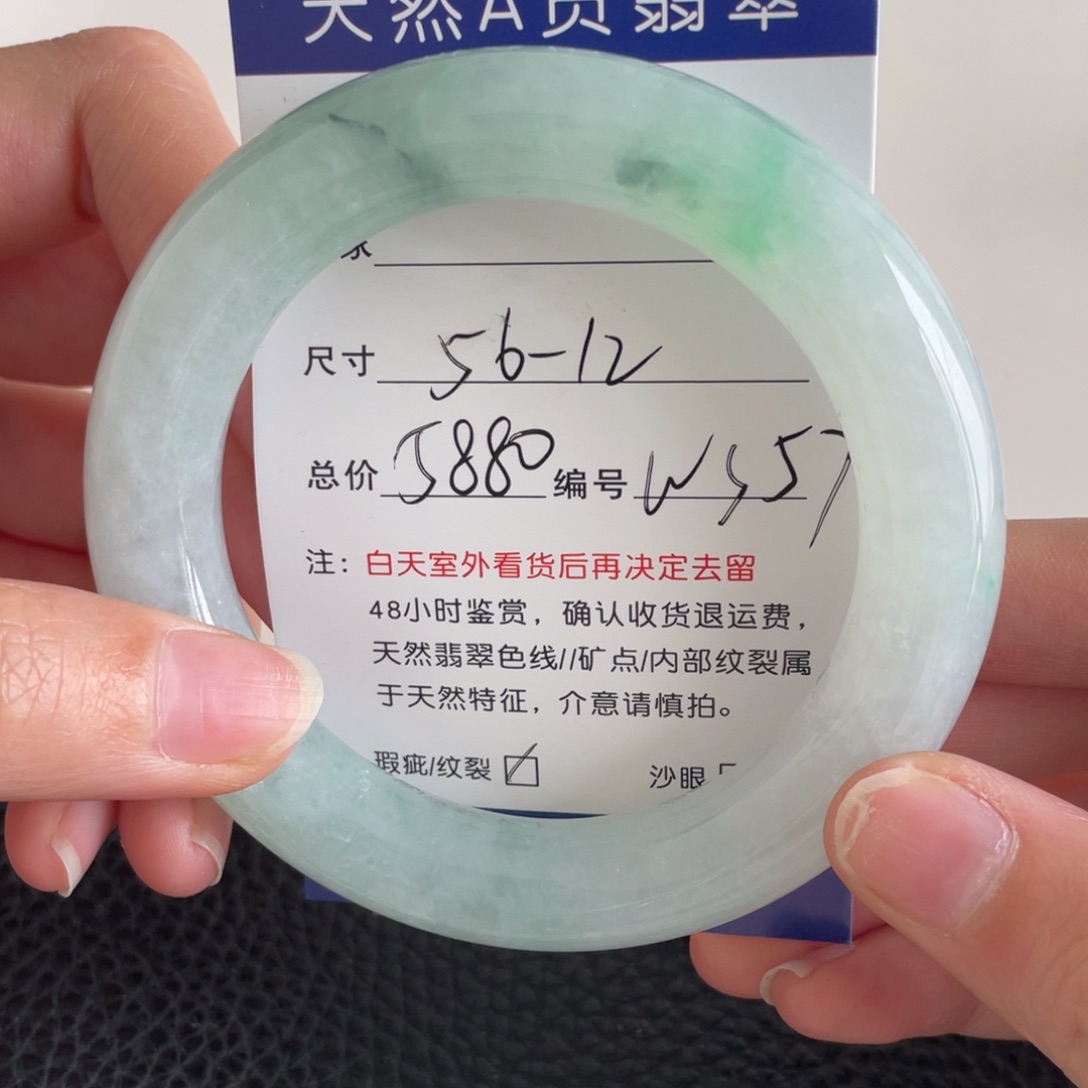 天然A货翡翠
尺寸 56-12
总价 5880 编号 WS57
注：白天室外看货后再决定去留
48小时鉴赏，确认收货退运费，
天然翡翠色线//矿点/内部纹裂属
于天然特征，介意请慎拍。
瑕疵/纹裂 沙眼